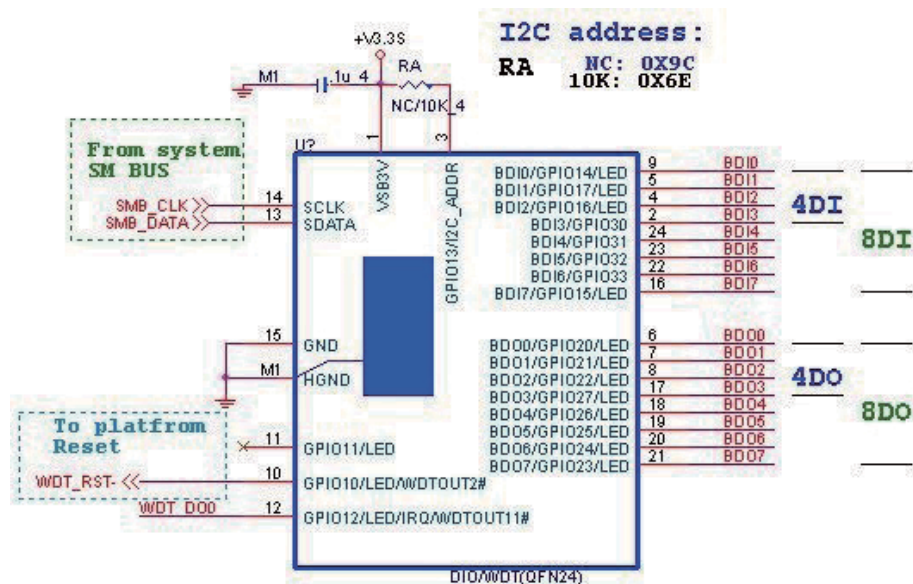 I2C address:
RA NC: 0X9C
10K: 0X6E
+V3.3S
M1 1u_4 RA
NC/10K_4
U? 1 3
From system
SM BUS
SMB_CLK 14 SCLK
SMB_DATA 13 SDATA
VSB3V
GPIO13/I2C_ADDR
BDI0/GPIO14/LED 9 BDI0
BDI1/GPIO17/LED 5 BDI1
BDI2/GPIO16/LED 4 BDI2
BDI3/GPIO30 2 BDI3
BDI4/GPIO31 24 BDI4
BDI5/GPIO32 23 BDI5
BDI6/GPIO33 22 BDI6
BDI7/GPIO15/LED 16 BDI7
4DI
8DI
15 GND
M1 HGND
BDO0/GPIO20/LED 6 BDO0
BDO1/GPIO21/LED 7 BDO1
BDO2/GPIO22/LED 8 BDO2
BDO3/GPIO27/LED 17 BDO3
BDO4/GPIO26/LED 18 BDO4
BDO5/GPIO25/LED 19 BDO5
BDO6/GPIO24/LED 20 BDO6
BDO7/GPIO23/LED 21 BDO7
4DO
8DO
To platfrom
Reset
11 GPIO11/LED
WDT_RST- 10 GPIO10/LED/WDTOUT2#
WDT_DO0 12 GPIO12/LED/IRQ/WDTOUT11#
DIO/WDT(QFN24)